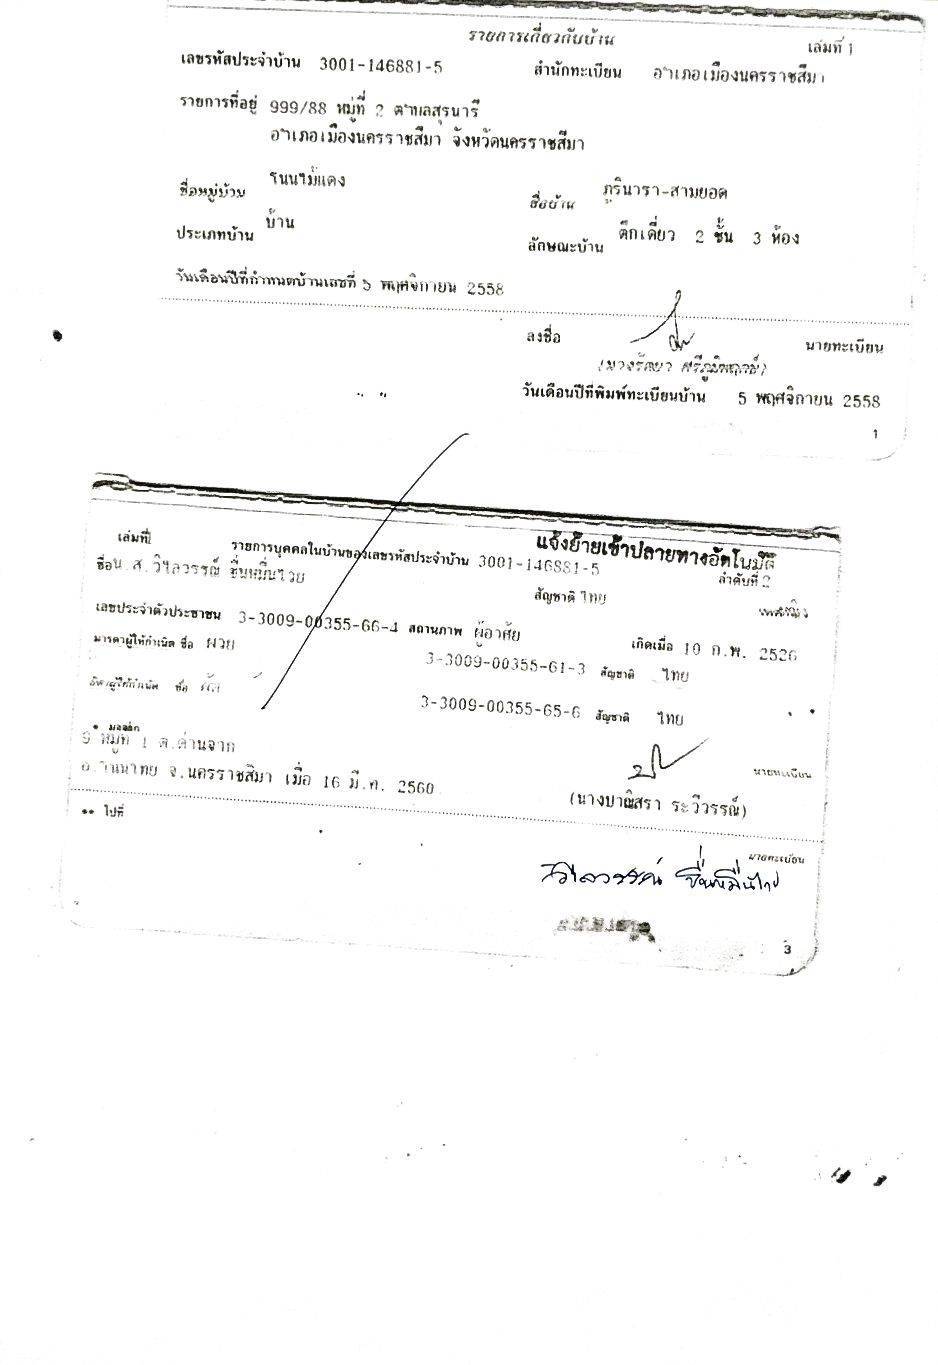 รายการเกี่ยวกับบ้าน เล่มที่ 1
เลขรหัสประจำบ้าน 3001-146881-5 สำนักทะเบียน อำเภอเมืองนครราชสีมา
รายการที่อยู่ 999/88 หมู่ที่ 2 ตำบลสุรนารี
อำเภอเมืองนครราชสีมา จังหวัดนครราชสีมา
ชื่อหมู่บ้าน โนนไม้แดง ชื่อบ้าน ภูรินารา-สามยอด
ประเภทบ้าน บ้าน ลักษณะบ้าน ตึกเดี่ยว 2 ชั้น 3 ห้อง
วันเดือนปีที่กำหนดบ้านเลขที่ 5 พฤศจิกายน 2558
ลงชื่อ นายทะเบียน
วันเดือนปีที่พิมพ์ทะเบียนบ้าน 5 พฤศจิกายน 2558
1
แจ้งย้ายเข้าปลายทางอัตโนมัติ
เล่มที่ รายการบุคคลในบ้านของเลขรหัสประจำบ้าน 3001-146881-5 ลำดับที่ 2
ชื่อ น.ส.วิไลวรรณ์ ชื่นหมื่นไวย สัญชาติ ไทย เพศหญิง
เลขประจำตัวประชาชน 3-3009-00355-66-4 สถานภาพ ผู้อาศัย เกิดเมื่อ 10 ก.พ. 2526
มารดาผู้ให้กำเนิด ชื่อ ผวย 3-3009-00355-61-3 สัญชาติ ไทย
บิดาผู้ให้กำเนิด ชื่อ 3-3009-00355-65-6 สัญชาติ ไทย
* มาจาก
9 หมู่ที่ 1 ต.ด่านจาก
อ.โนนไทย จ.นครราชสีมา เมื่อ 16 มี.ค. 2560 นายทะเบียน
(นางปาณิสรา ระวีวรรณ์)
** ไปที่
นายทะเบียน
วิไลวรรณ์ ชื่นหมื่นไวย
3